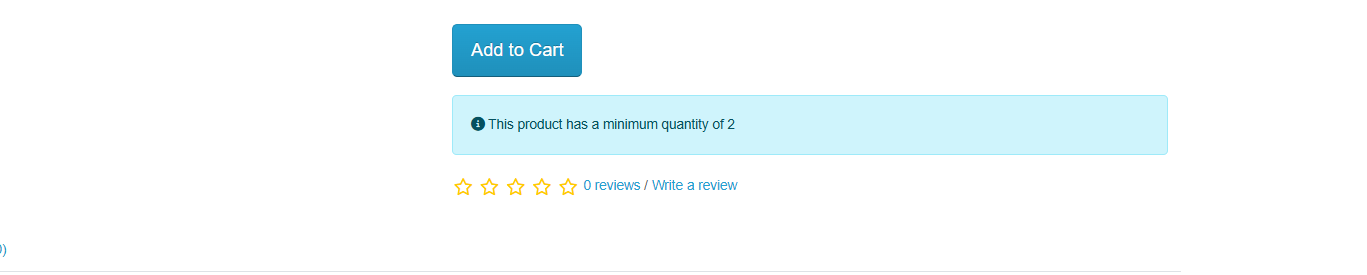 Add to Cart
This product has a minimum quantity of 2
0 reviews / Write a review
)